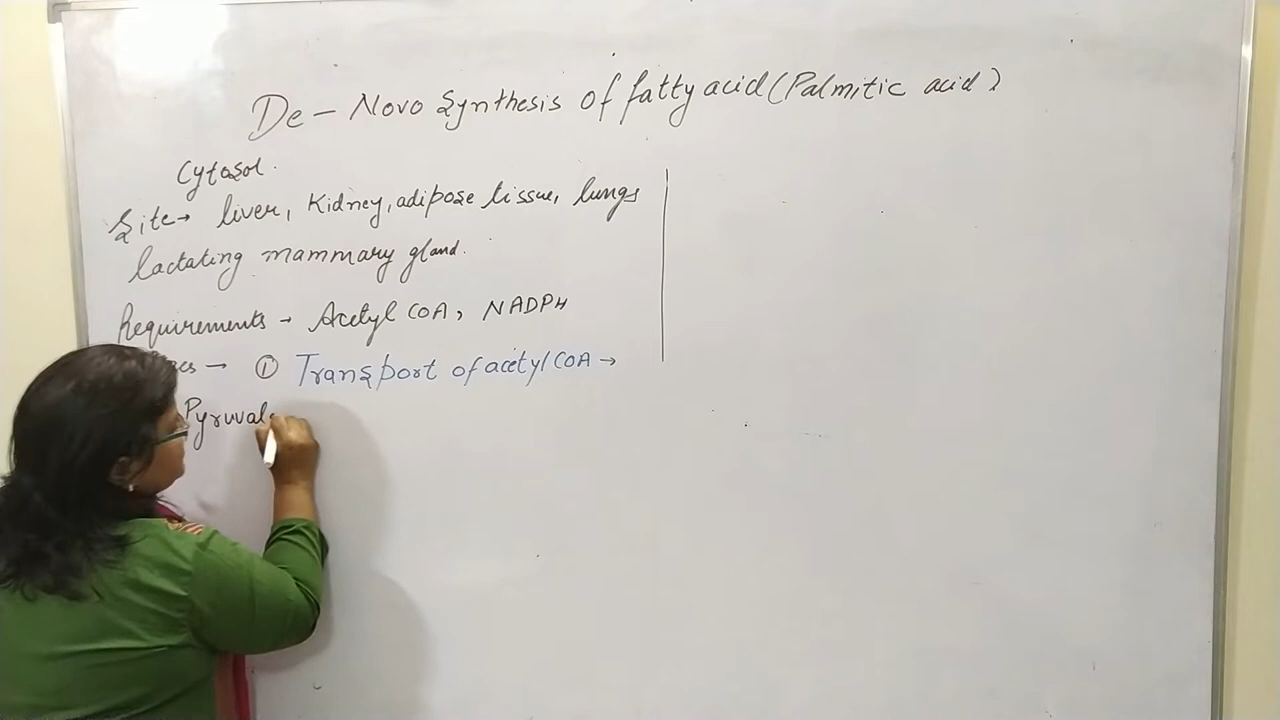 De - Novo Synthesis of fatty acid (Palmitic acid)
Cytosol.
Site → liver, Kidney, adipose tissue, lungs
lactating mammary gland.
Requirements → Acetyl COA, NADPH
→ ① Transport of acetyl COA →